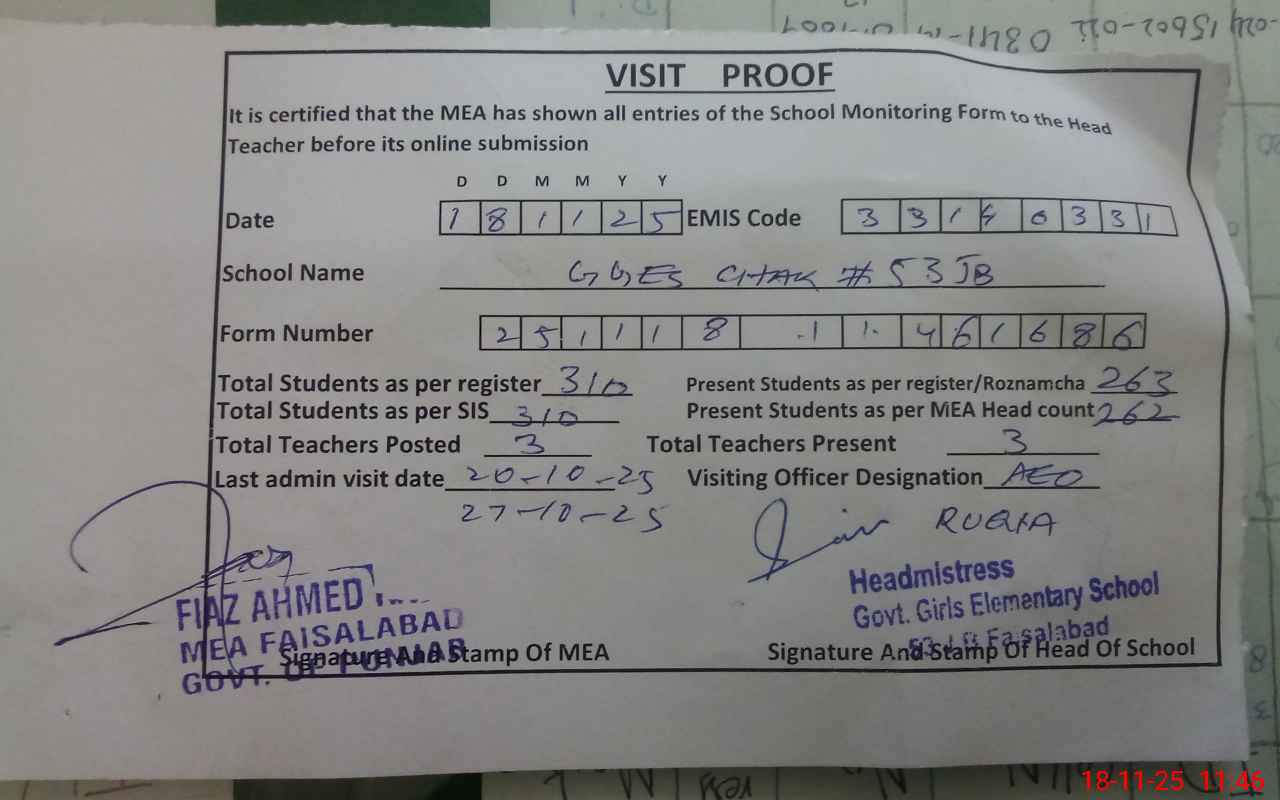 VISIT PROOF
It is certified that the MEA has shown all entries of the School Monitoring Form to the Head
Teacher before its online submission
D D M M Y Y
Date 1 8 1 1 2 5 EMIS Code 3 3 1 4 0 3 3 1
School Name GGES CHAK # 53 JB
Form Number 2 5 1 1 1 8 1 1 4 6 1 6 8 6
Total Students as per register 310 Present Students as per register/Roznamcha 263
Total Students as per SIS 310 Present Students as per MEA Head count 262
Total Teachers Posted 3 Total Teachers Present 3
Last admin visit date 20-10-25 Visiting Officer Designation AEO
27-10-25 RUQIA
FIAZ AHMED
MEA FAISALABAD
GOVT. OF PUNJAB
Headmistress
Govt. Girls Elementary School
53 J.B Faisalabad
Signature And Stamp Of MEA Signature And Stamp Of Head Of School
18-11-25 11:46